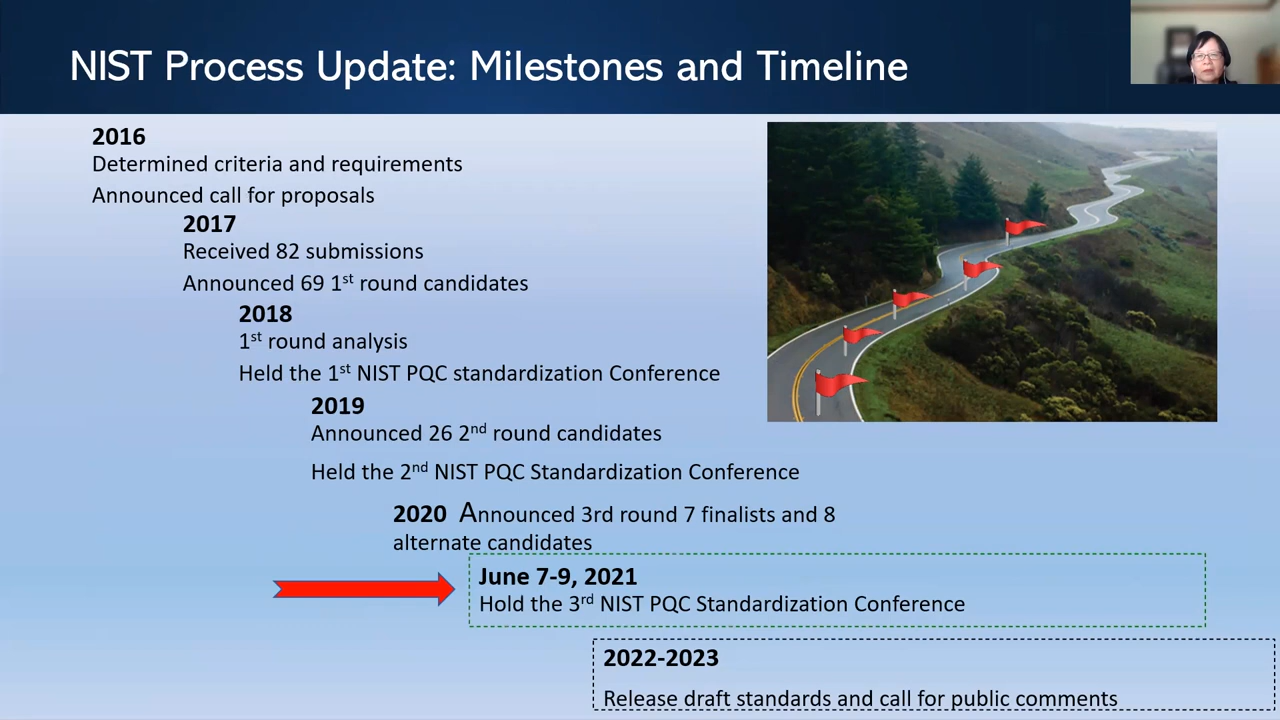 NIST Process Update: Milestones and Timeline
2016
Determined criteria and requirements
Announced call for proposals
2017
Received 82 submissions
Announced 69 1st round candidates
2018
1st round analysis
Held the 1st NIST PQC standardization Conference
2019
Announced 26 2nd round candidates
Held the 2nd NIST PQC Standardization Conference
2020 Announced 3rd round 7 finalists and 8
alternate candidates
June 7-9, 2021
Hold the 3rd NIST PQC Standardization Conference
2022-2023
Release draft standards and call for public comments